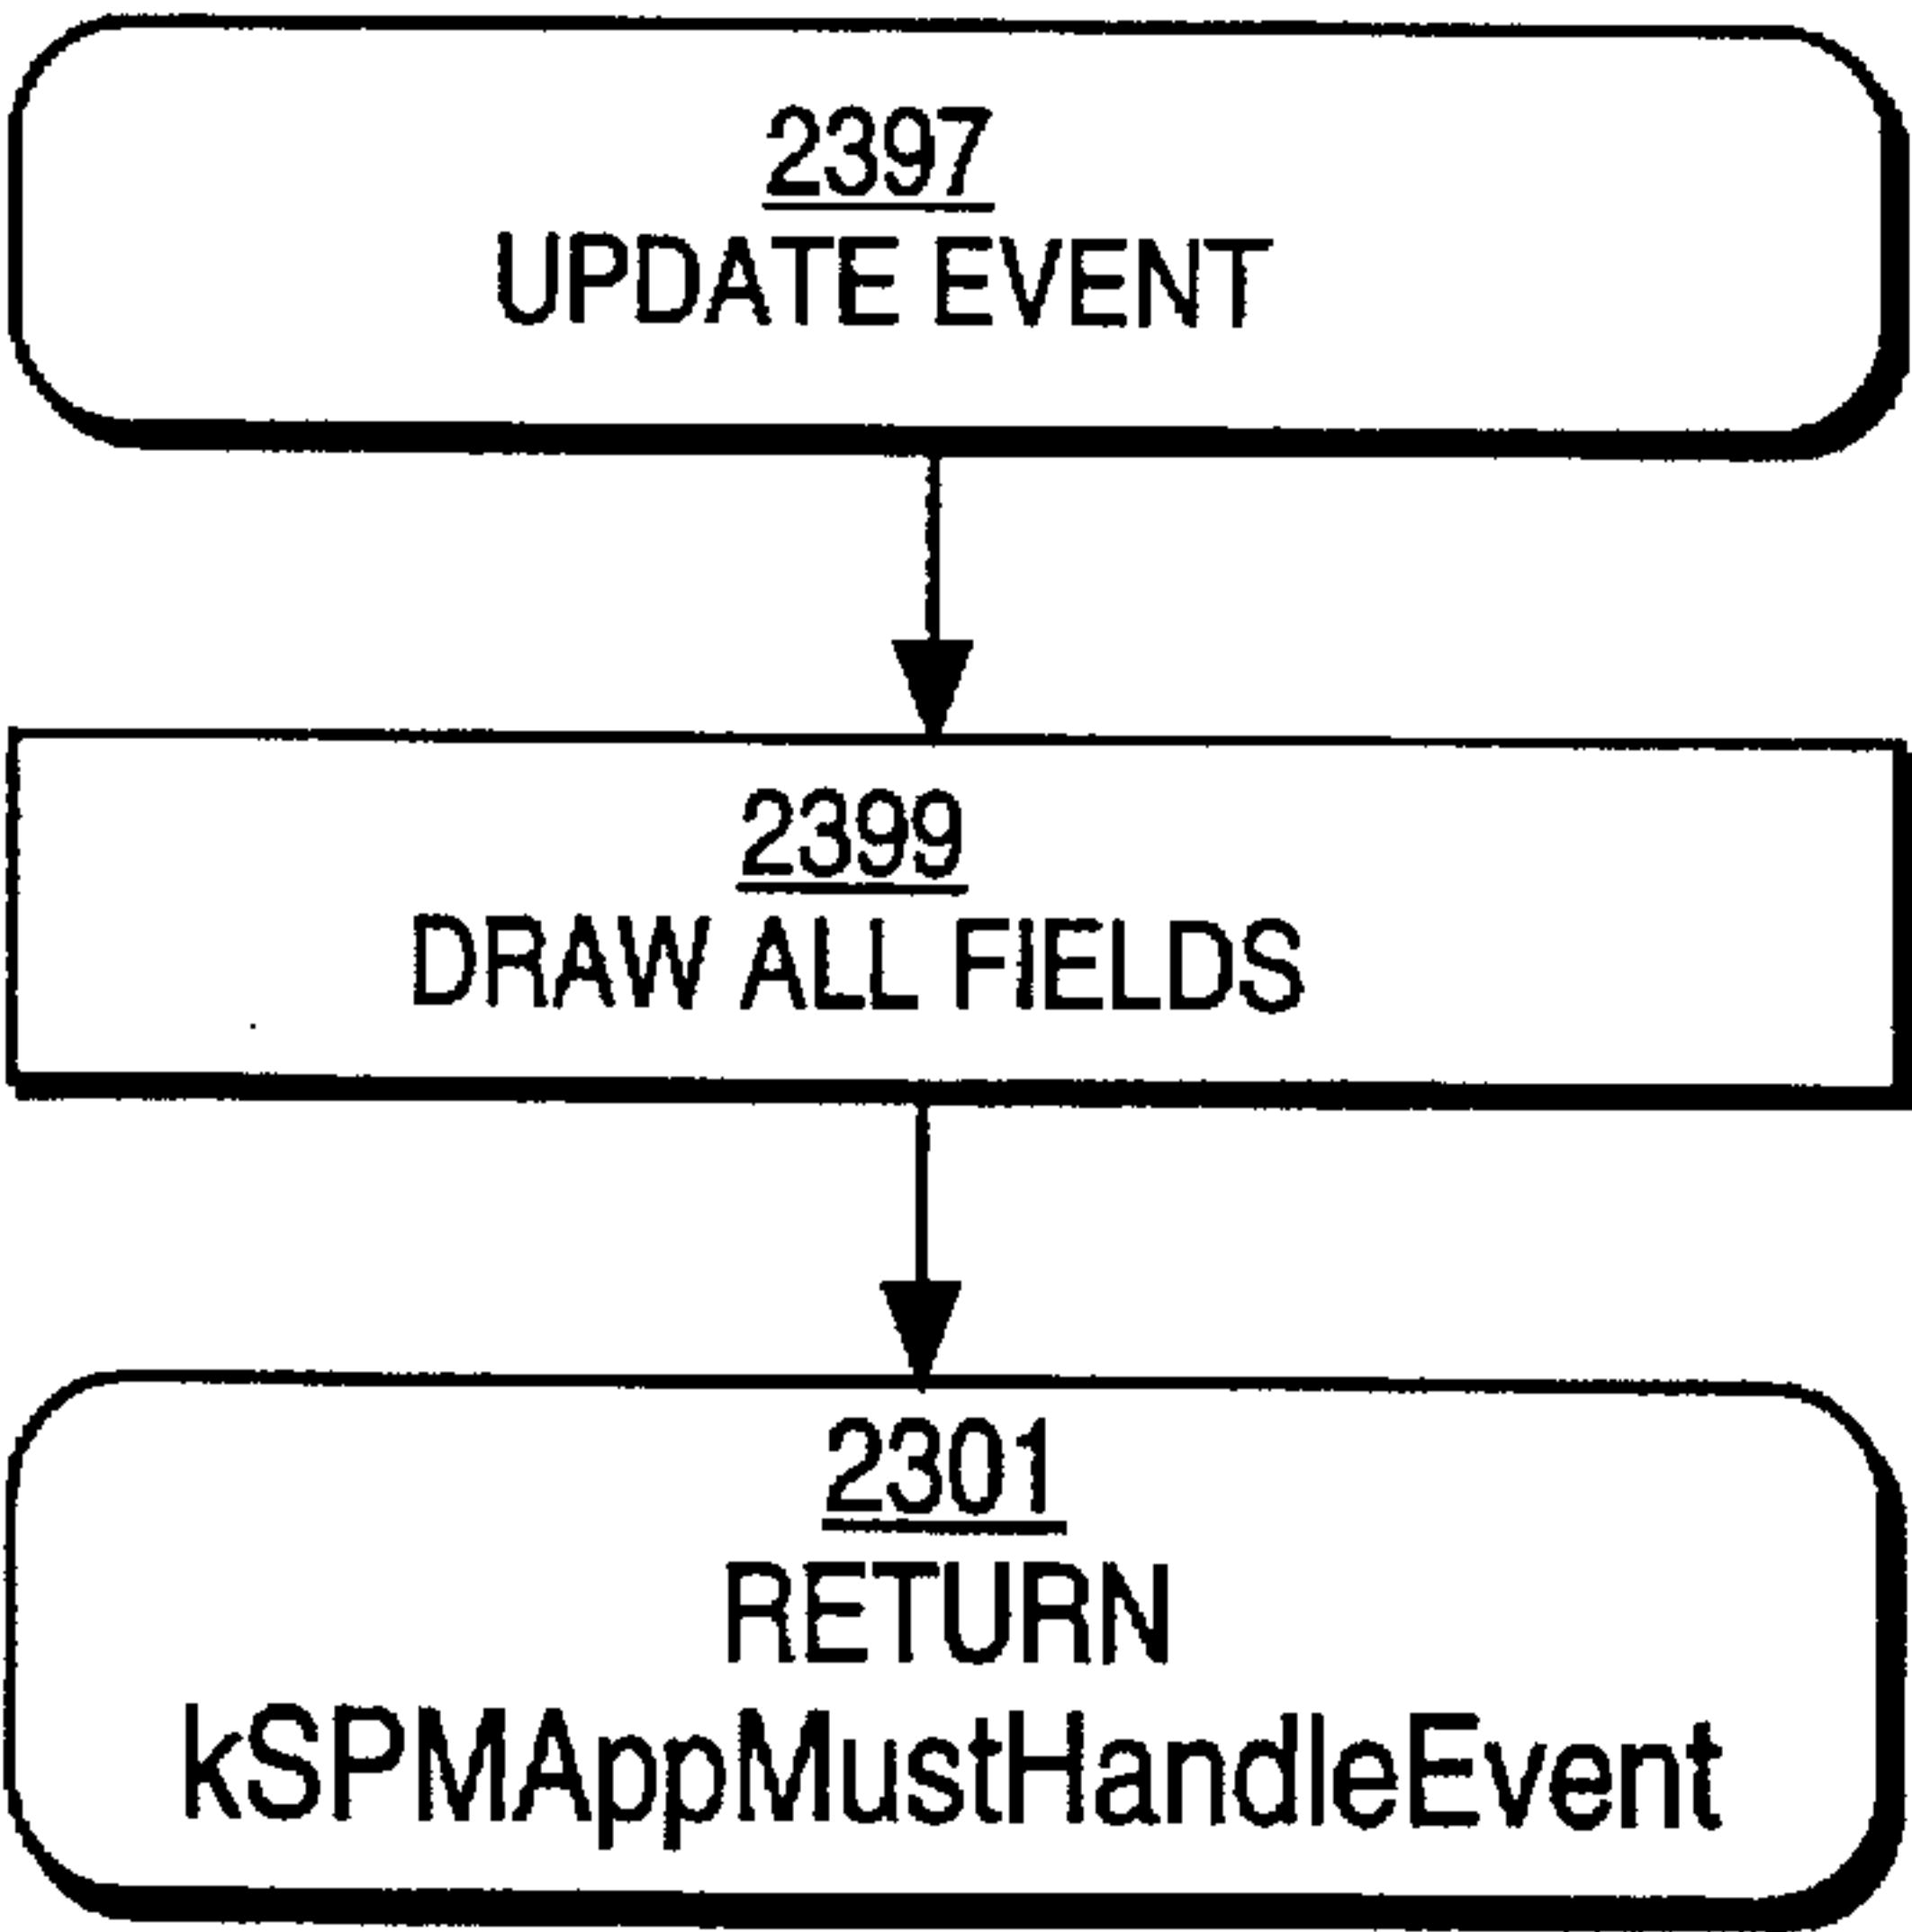 2397
UPDATE EVENT
2399
DRAW ALL FIELDS
2301
RETURN
kSPMAppMustHandleEvent